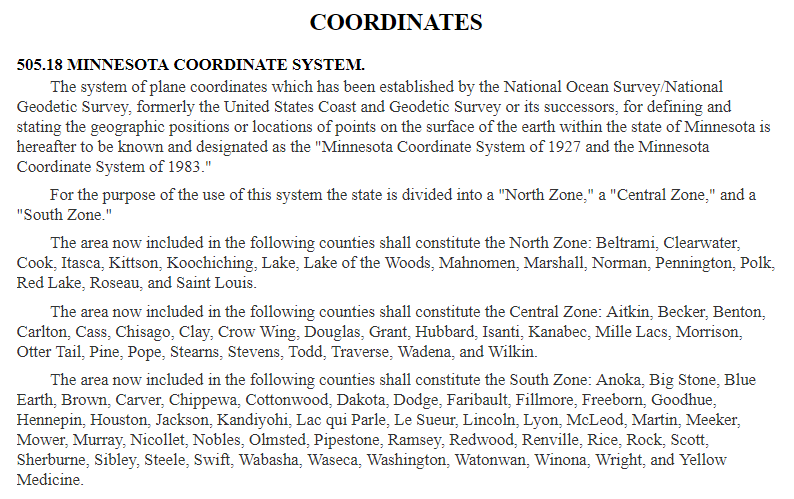 COORDINATES
505.18 MINNESOTA COORDINATE SYSTEM.
The system of plane coordinates which has been established by the National Ocean Survey/National
Geodetic Survey, formerly the United States Coast and Geodetic Survey or its successors, for defining and
stating the geographic positions or locations of points on the surface of the earth within the state of Minnesota is
hereafter to be known and designated as the "Minnesota Coordinate System of 1927 and the Minnesota
Coordinate System of 1983."
For the purpose of the use of this system the state is divided into a "North Zone," a "Central Zone," and a
"South Zone."
The area now included in the following counties shall constitute the North Zone: Beltrami, Clearwater,
Cook, Itasca, Kittson, Koochiching, Lake, Lake of the Woods, Mahnomen, Marshall, Norman, Pennington, Polk,
Red Lake, Roseau, and Saint Louis.
The area now included in the following counties shall constitute the Central Zone: Aitkin, Becker, Benton,
Carlton, Cass, Chisago, Clay, Crow Wing, Douglas, Grant, Hubbard, Isanti, Kanabec, Mille Lacs, Morrison,
Otter Tail, Pine, Pope, Stearns, Stevens, Todd, Traverse, Wadena, and Wilkin.
The area now included in the following counties shall constitute the South Zone: Anoka, Big Stone, Blue
Earth, Brown, Carver, Chippewa, Cottonwood, Dakota, Dodge, Faribault, Fillmore, Freeborn, Goodhue,
Hennepin, Houston, Jackson, Kandiyohi, Lac qui Parle, Le Sueur, Lincoln, Lyon, McLeod, Martin, Meeker,
Mower, Murray, Nicollet, Nobles, Olmsted, Pipestone, Ramsey, Redwood, Renville, Rice, Rock, Scott,
Sherburne, Sibley, Steele, Swift, Wabasha, Waseca, Washington, Watonwan, Winona, Wright, and Yellow
Medicine.